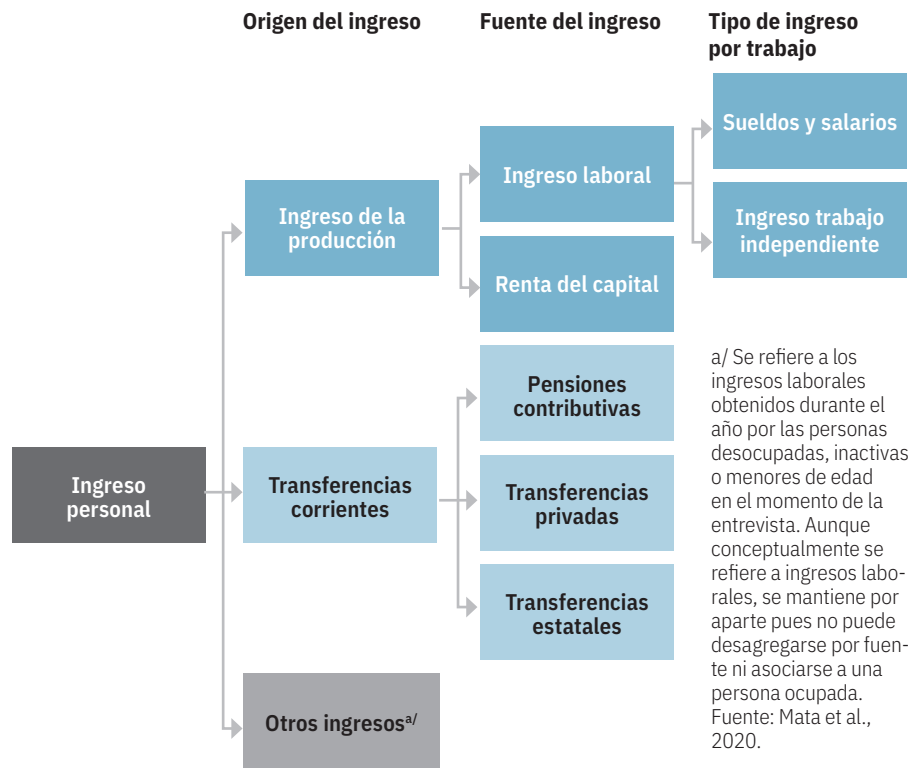 Origen del ingreso
Fuente del ingreso
Tipo de ingreso
por trabajo
Sueldos y salarios
Ingreso laboral
Ingreso de la
producción
Ingreso trabajo
independiente
Renta del capital
Pensiones
contributivas
Ingreso
personal
Transferencias
corrientes
Transferencias
privadas
Transferencias
estatales
Otros ingresosa/
a/ Se refiere a los
ingresos laborales
obtenidos durante el
año por las personas
desocupadas, inactivas
o menores de edad
en el momento de la
entrevista. Aunque
conceptualmente se
refiere a ingresos labo-
rales, se mantiene por
aparte pues no puede
desagregarse por fuen-
te ni asociarse a una
persona ocupada.
Fuente: Mata et al.,
2020.